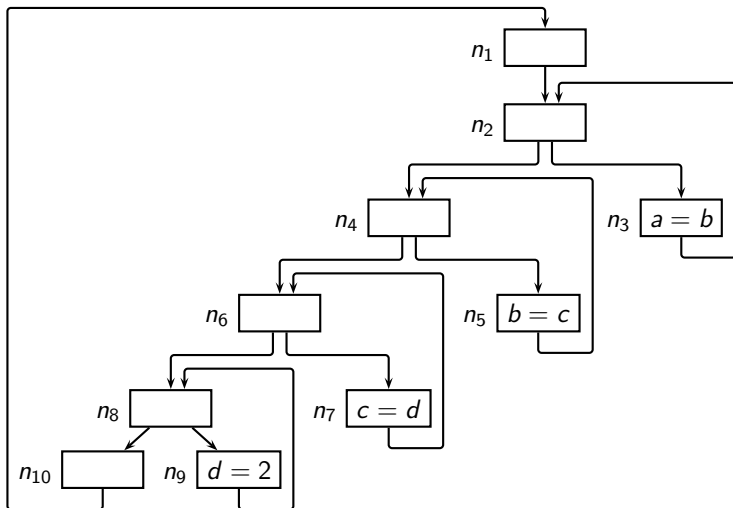 n1
n2
n4
n3 a = b
n6
n5 b = c
n8
n7 c = d
n10
n9 d = 2